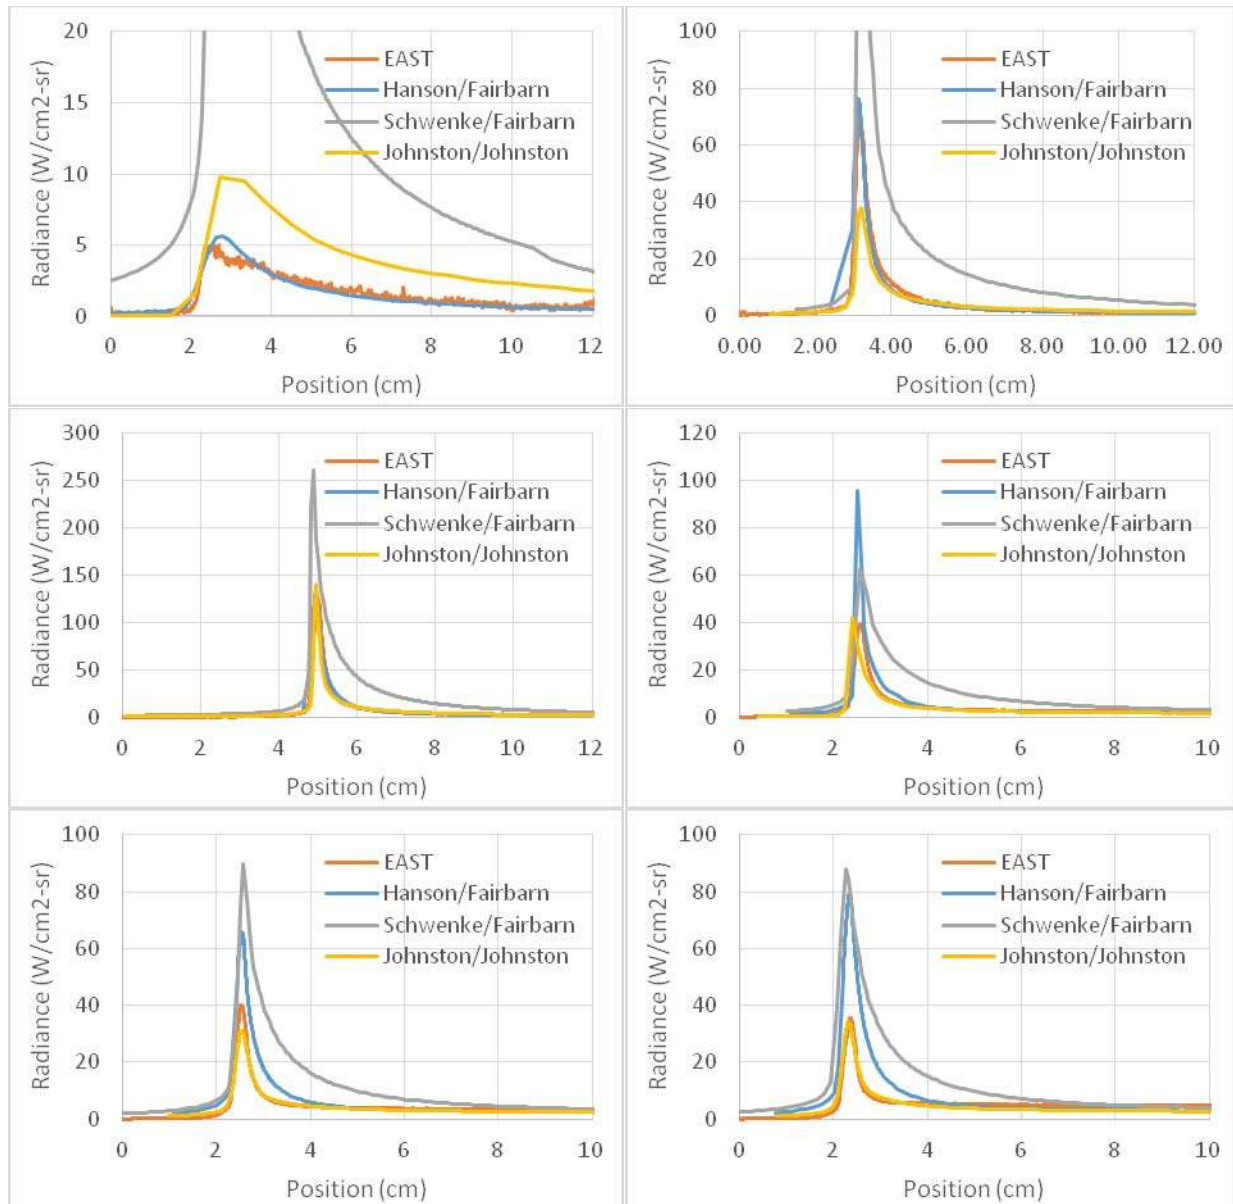 20
15
10
5
0
0 2 4 6 8 10 12
Radiance (W/cm2-sr)
Position (cm)
EAST
Hanson/Fairbarn
Schwenke/Fairbarn
Johnston/Johnston
100
80
60
40
20
0
0.00 2.00 4.00 6.00 8.00 10.00 12.00
Radiance (W/cm2-sr)
Position (cm)
EAST
Hanson/Fairbarn
Schwenke/Fairbarn
Johnston/Johnston
300
250
200
150
100
50
0
0 2 4 6 8 10 12
Radiance (W/cm2-sr)
Position (cm)
EAST
Hanson/Fairbarn
Schwenke/Fairbarn
Johnston/Johnston
120
100
80
60
40
20
0
0 2 4 6 8 10
Radiance (W/cm2-sr)
Position (cm)
EAST
Hanson/Fairbarn
Schwenke/Fairbarn
Johnston/Johnston
100
80
60
40
20
0
0 2 4 6 8 10
Radiance (W/cm2-sr)
Position (cm)
EAST
Hanson/Fairbarn
Schwenke/Fairbarn
Johnston/Johnston
100
80
60
40
20
0
0 2 4 6 8 10
Radiance (W/cm2-sr)
Position (cm)
EAST
Hanson/Fairbarn
Schwenke/Fairbarn
Johnston/Johnston